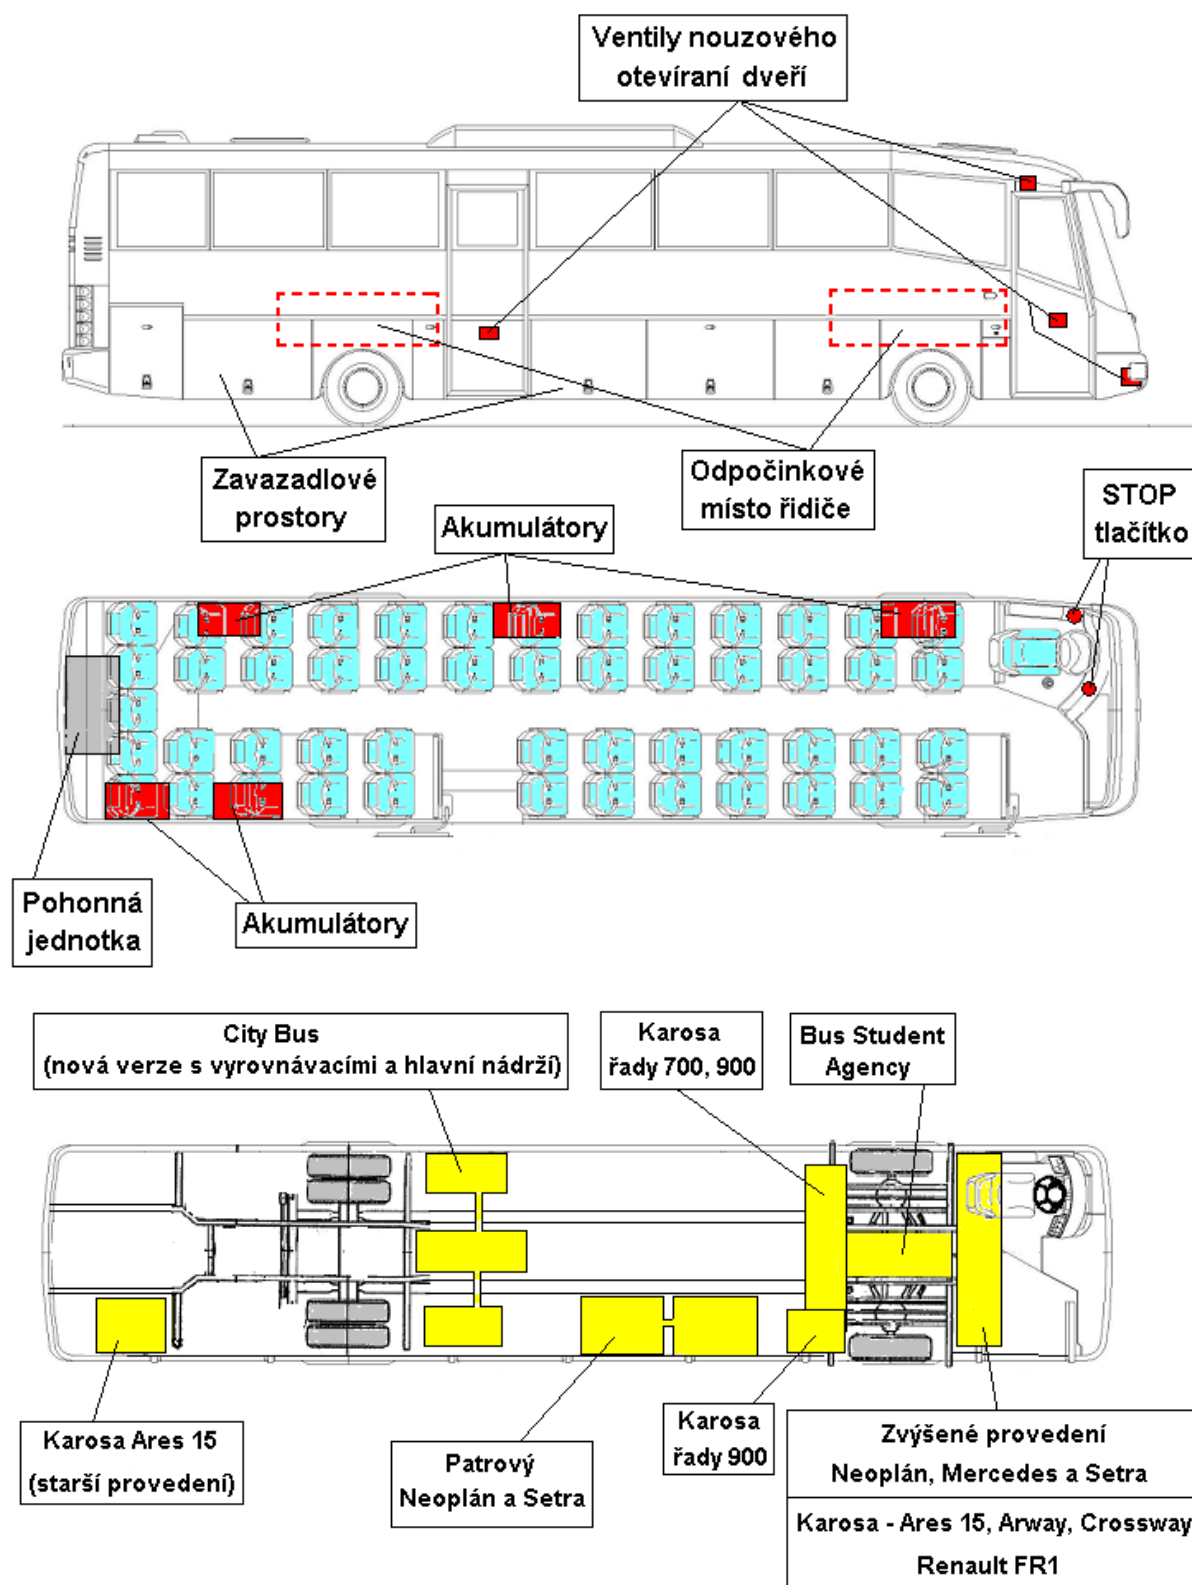 Ventily nouzového
otevíraní dveří
Zavazadlové
prostory
Odpočinkové
místo řidiče
STOP
tlačítko
Akumulátory
Pohonná
jednotka
Akumulátory
City Bus
(nová verze s vyrovnávacími a hlavní nádrží)
Karosa
řady 700, 900
Bus Student
Agency
Karosa Ares 15
(starší provedení)
Patrový
Neoplán a Setra
Karosa
řady 900
Zvýšené provedení
Neoplán, Mercedes a Setra
Karosa - Ares 15, Arway, Crossway
Renault FR1